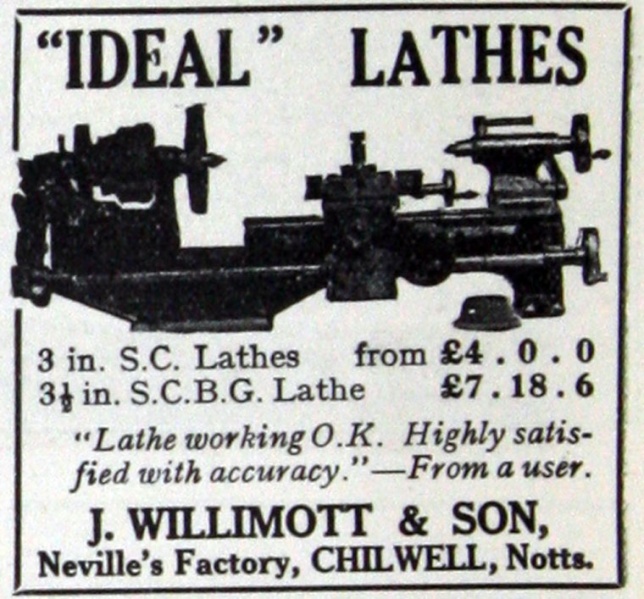 "IDEAL" LATHES
3 in. S.C. Lathes from £4.0.0
3½ in. S.C.B.G. Lathe £7.18.6
"Lathe working O.K. Highly satis-
fied with accuracy."—From a user.
J. WILLIMOTT & SON,
Neville's Factory, CHILWELL, Notts.